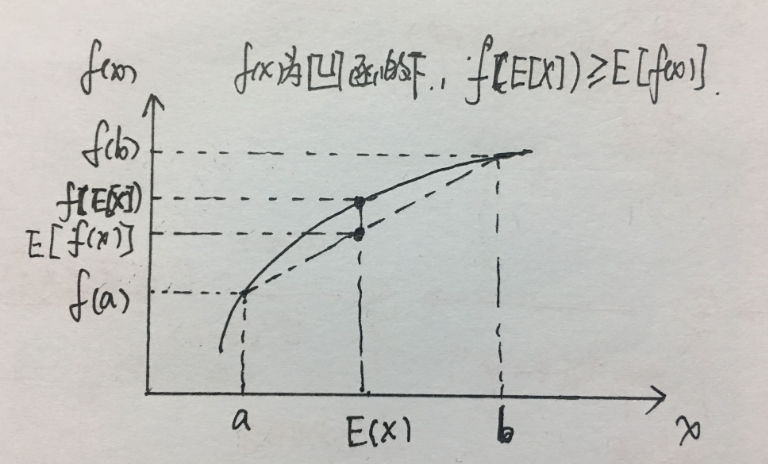 f(x)
f(x)为凹函数时, f(E[X])≥E[f(x)].
f(b)
f(E[X])
E[f(x)]
f(a)
a
E(X)
b
x